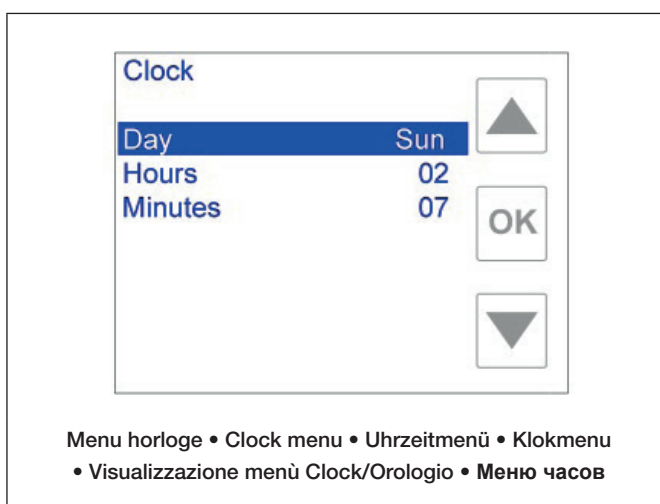 Clock
Day Sun
Hours 02
Minutes 07
OK
Menu horloge • Clock menu • Uhrzeitmenü • Klokmenu
• Visualizzazione menù Clock/Orologio • Меню часов